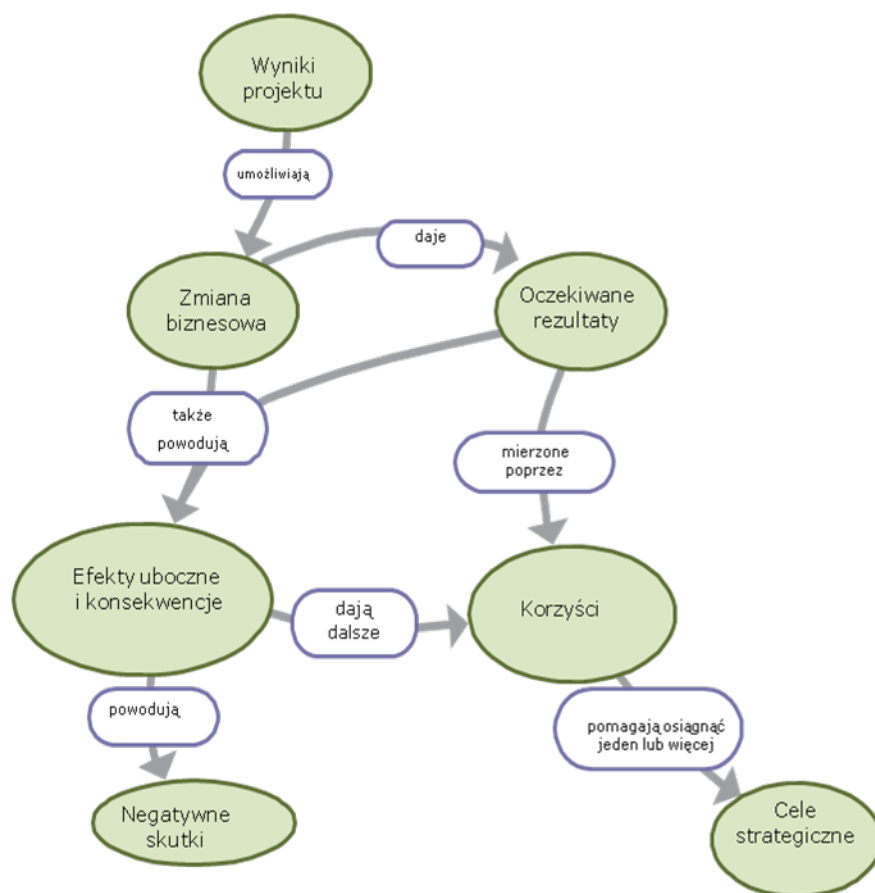 Wyniki
projektu
umożliwiają
daje
Zmiana
biznesowa
Oczekiwane
rezultaty
także
powodują
mierzone
poprzez
Efekty uboczne
i konsekwencje
dają
dalsze
Korzyści
powodują
pomagają osiągnąć
jeden lub więcej
Negatywne
skutki
Cele
strategiczne